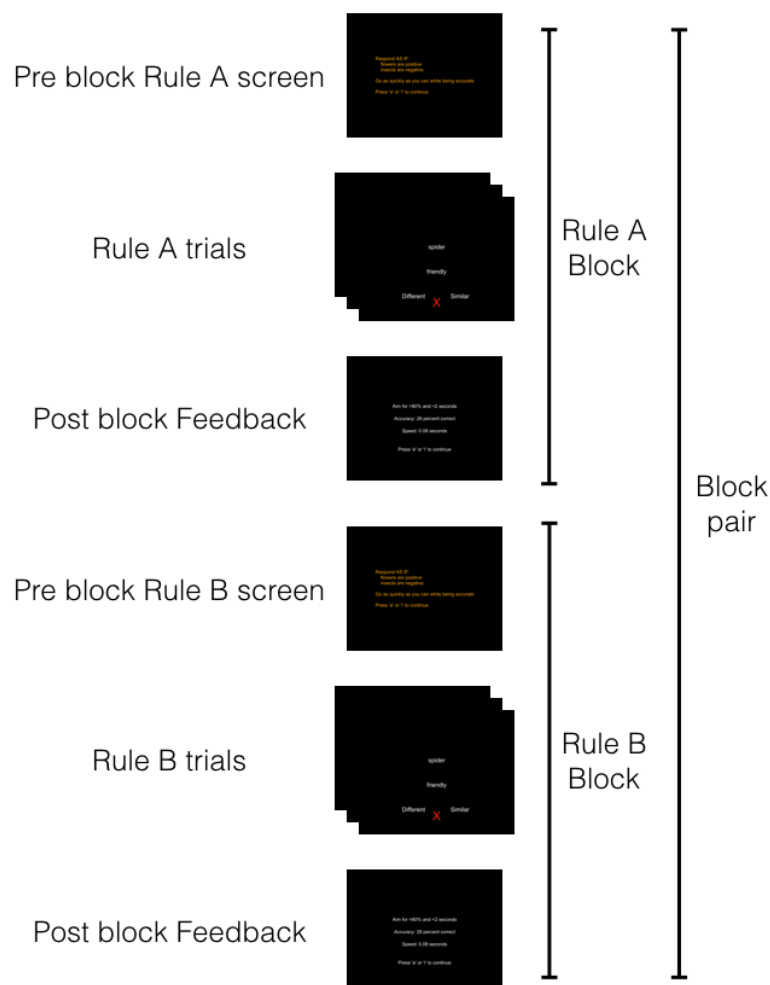 Pre block Rule A screen
Respond AS IF:
flowers are positive
insects are negative
Go as quickly as you can while being accurate
Press 'e' or 'i' to continue
Rule A trials
spider
friendly
Different X Similar
Rule A
Block
Post block Feedback
Aim for >80% and <2 seconds
Accuracy: 28 percent correct
Speed: 0.08 seconds
Press 'e' or 'i' to continue
Block
pair
Pre block Rule B screen
Respond AS IF:
flowers are positive
insects are negative
Go as quickly as you can while being accurate
Press 'e' or 'i' to continue
Rule B trials
spider
friendly
Different X Similar
Rule B
Block
Post block Feedback
Aim for >80% and <2 seconds
Accuracy: 28 percent correct
Speed: 0.08 seconds
Press 'e' or 'i' to continue